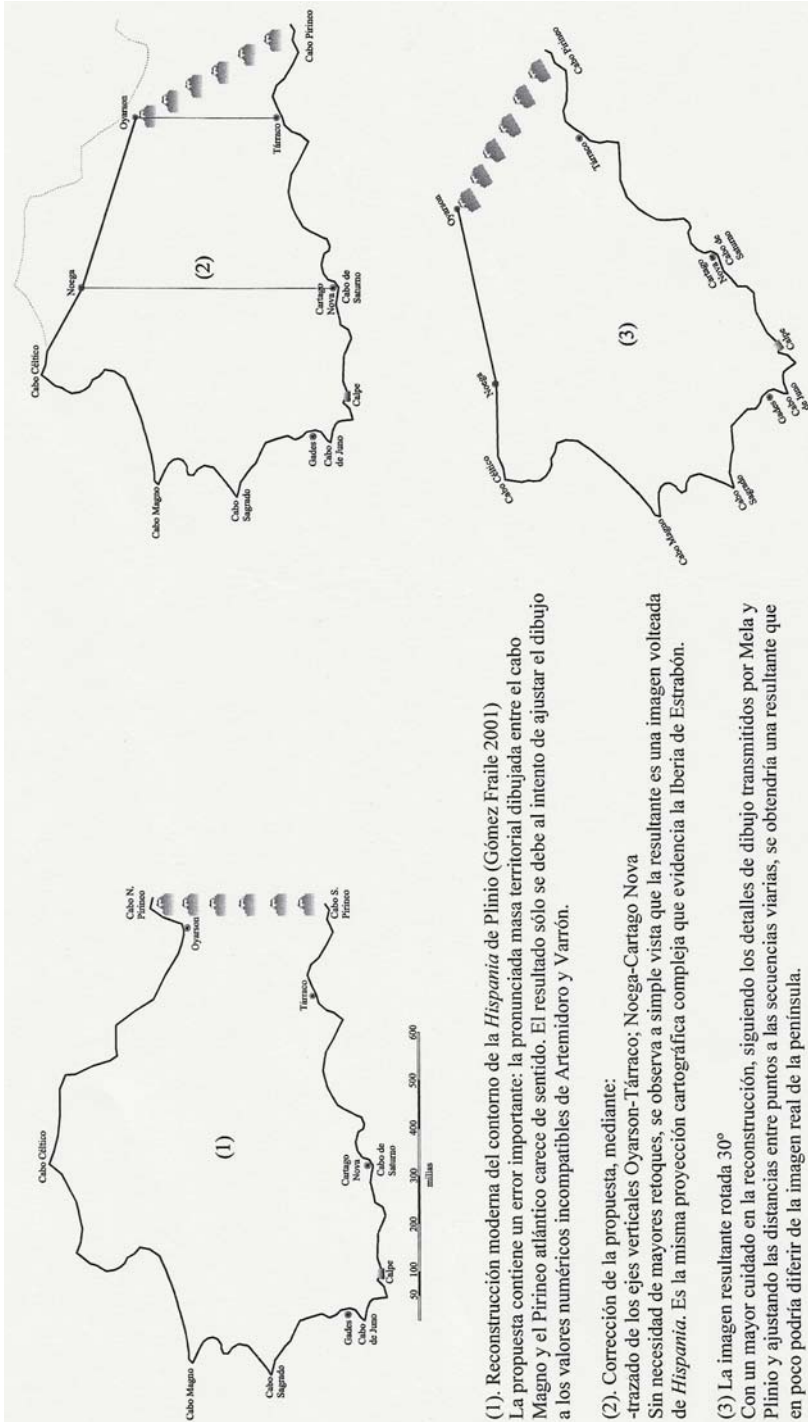 Cabo Céltico
Cabo N.
Pirineo
Oyarson
Cabo Magno
(1)
Tárraco
Cabo S.
Pirineo
Cabo
Sagrado
Cartago
Nova
Cabo de
Saturno
Gades
Cabo
de Juno
Calpe
50 100 200 300 400 500 600
millas
Cabo Céltico
Noega
Oyarson
Cabo Pirineo
(2)
Tárraco
Cabo Magno
Cabo
Sagrado
Cartago
Nova
Cabo de
Saturno
Gades
Cabo
de Juno
Calpe
Oyarson
Cabo Pirineo
Noega
Cabo Céltico
Tárraco
(3)
Cartago
Nova
Cabo de
Saturno
Cabo Magno
Cabo
Sagrado
Gades
Cabo
de Juno
Calpe
(1). Reconstrucción moderna del contorno de la Hispania de Plinio (Gómez Fraile 2001)
La propuesta contiene un error importante: la pronunciada masa territorial dibujada entre el cabo
Magno y el Pirineo atlántico carece de sentido. El resultado sólo se debe al intento de ajustar el dibujo
a los valores numéricos incompatibles de Artemidoro y Varrón.
(2). Corrección de la propuesta, mediante:
-trazado de los ejes verticales Oyarson-Tárraco; Noega-Cartago Nova
Sin necesidad de mayores retoques, se observa a simple vista que la resultante es una imagen volteada
de Hispania. Es la misma proyección cartográfica compleja que evidencia la Iberia de Estrabón.
(3) La imagen resultante rotada 30º
Con un mayor cuidado en la reconstrucción, siguiendo los detalles de dibujo transmitidos por Mela y
Plinio y ajustando las distancias entre puntos a las secuencias viarias, se obtendría una resultante que
en poco podría diferir de la imagen real de la península.